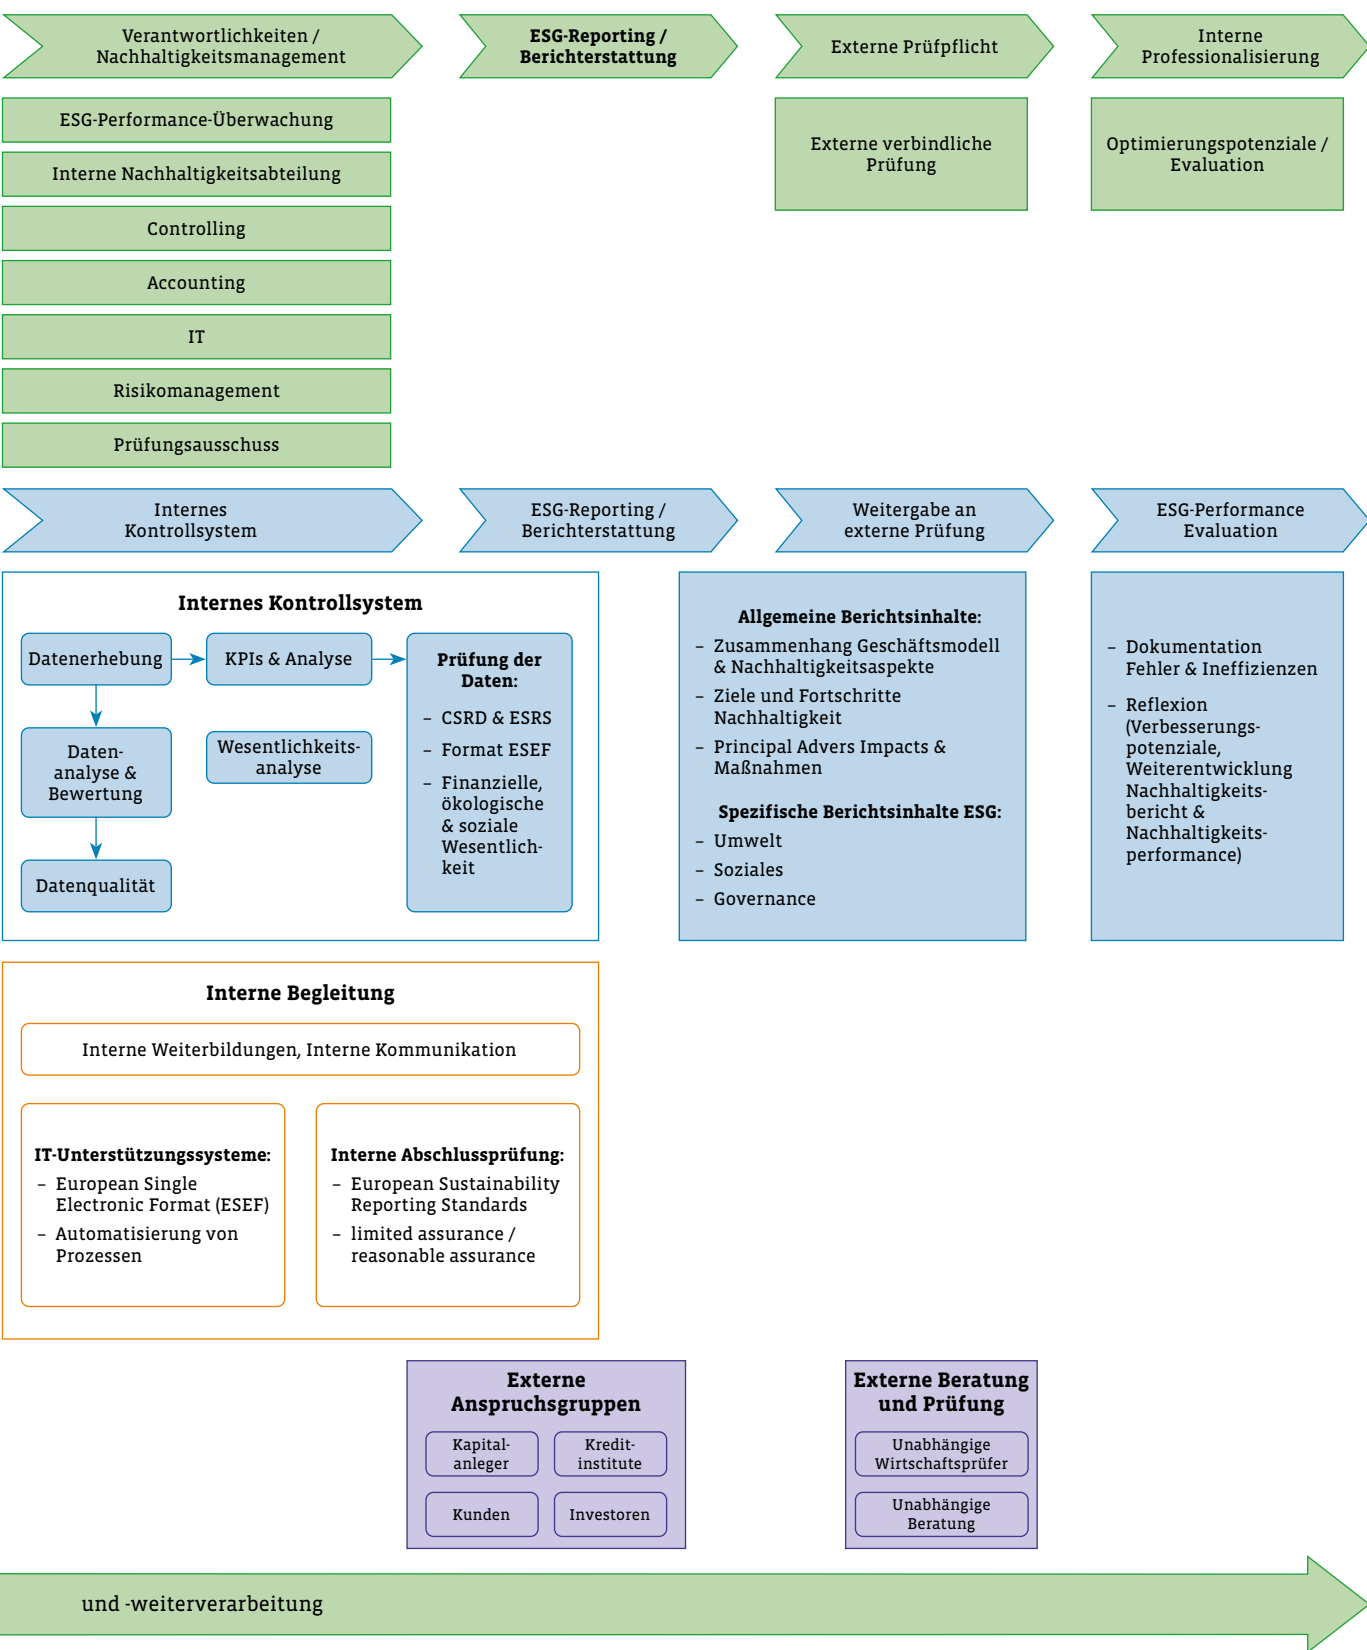 Verantwortlichkeiten /
Nachhaltigkeitsmanagement
ESG-Reporting /
Berichterstattung
Externe Prüfpflicht
Interne
Professionalisierung
ESG-Performance-Überwachung
Interne Nachhaltigkeitsabteilung
Controlling
Accounting
IT
Risikomanagement
Prüfungsausschuss
Externe verbindliche
Prüfung
Optimierungspotenziale /
Evaluation
Internes
Kontrollsystem
ESG-Reporting /
Berichterstattung
Weitergabe an
externe Prüfung
ESG-Performance
Evaluation
Internes Kontrollsystem
Datenerhebung
KPIs & Analyse
Daten-
analyse &
Bewertung
Wesentlichkeits-
analyse
Datenqualität
Prüfung der
Daten:
– CSRD & ESRS
– Format ESEF
– Finanzielle,
ökologische
& soziale
Wesentlich-
keit
Allgemeine Berichtsinhalte:
– Zusammenhang Geschäftsmodell
& Nachhaltigkeitsaspekte
– Ziele und Fortschritte
Nachhaltigkeit
– Principal Advers Impacts &
Maßnahmen
Spezifische Berichtsinhalte ESG:
– Umwelt
– Soziales
– Governance
– Dokumentation
Fehler & Ineffizienzen
– Reflexion
(Verbesserungs-
potenziale,
Weiterentwicklung
Nachhaltigkeits-
bericht &
Nachhaltigkeits-
performance)
Interne Begleitung
Interne Weiterbildungen, Interne Kommunikation
IT-Unterstützungssysteme:
– European Single
Electronic Format (ESEF)
– Automatisierung von
Prozessen
Interne Abschlussprüfung:
– European Sustainability
Reporting Standards
– limited assurance /
reasonable assurance
Externe
Anspruchsgruppen
Kapital-
anleger
Kredit-
institute
Kunden
Investoren
Externe Beratung
und Prüfung
Unabhängige
Wirtschaftsprüfer
Unabhängige
Beratung
und -weiterverarbeitung